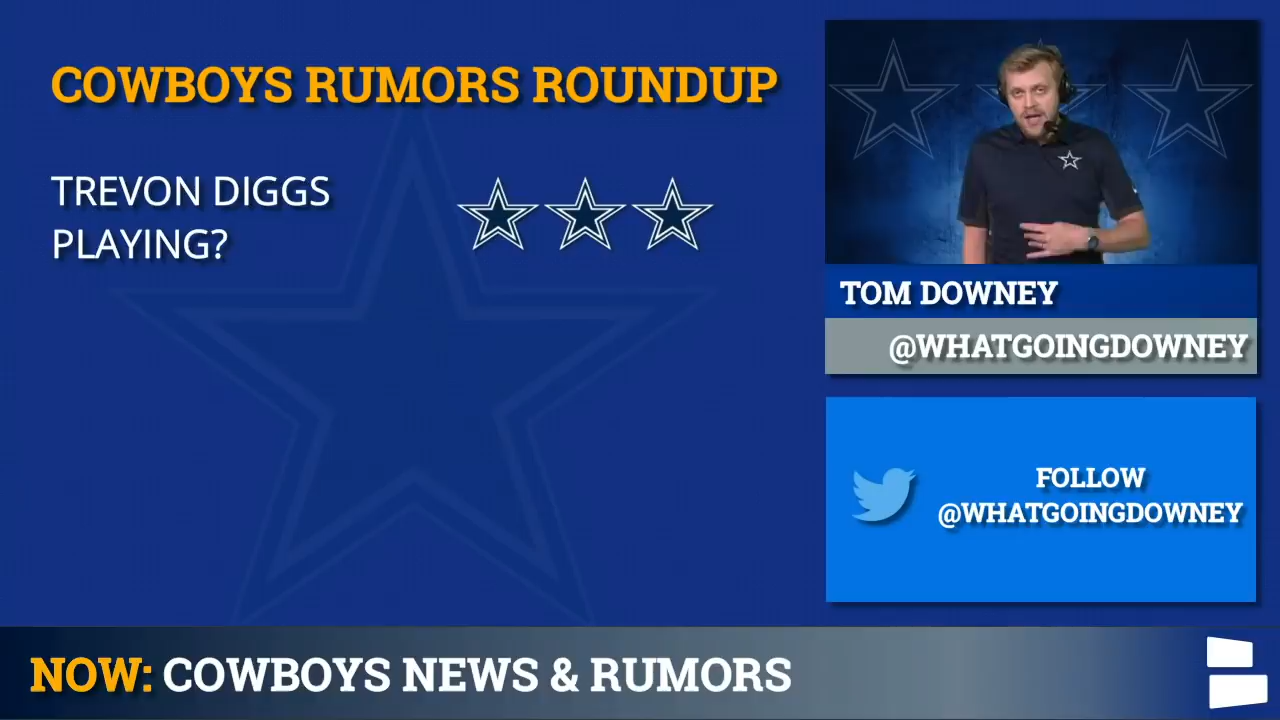 COWBOYS RUMORS ROUNDUP
TREVON DIGGS
PLAYING?
TOM DOWNEY
@WHATGOINGDOWNEY
FOLLOW
@WHATGOINGDOWNEY
NOW: COWBOYS NEWS & RUMORS